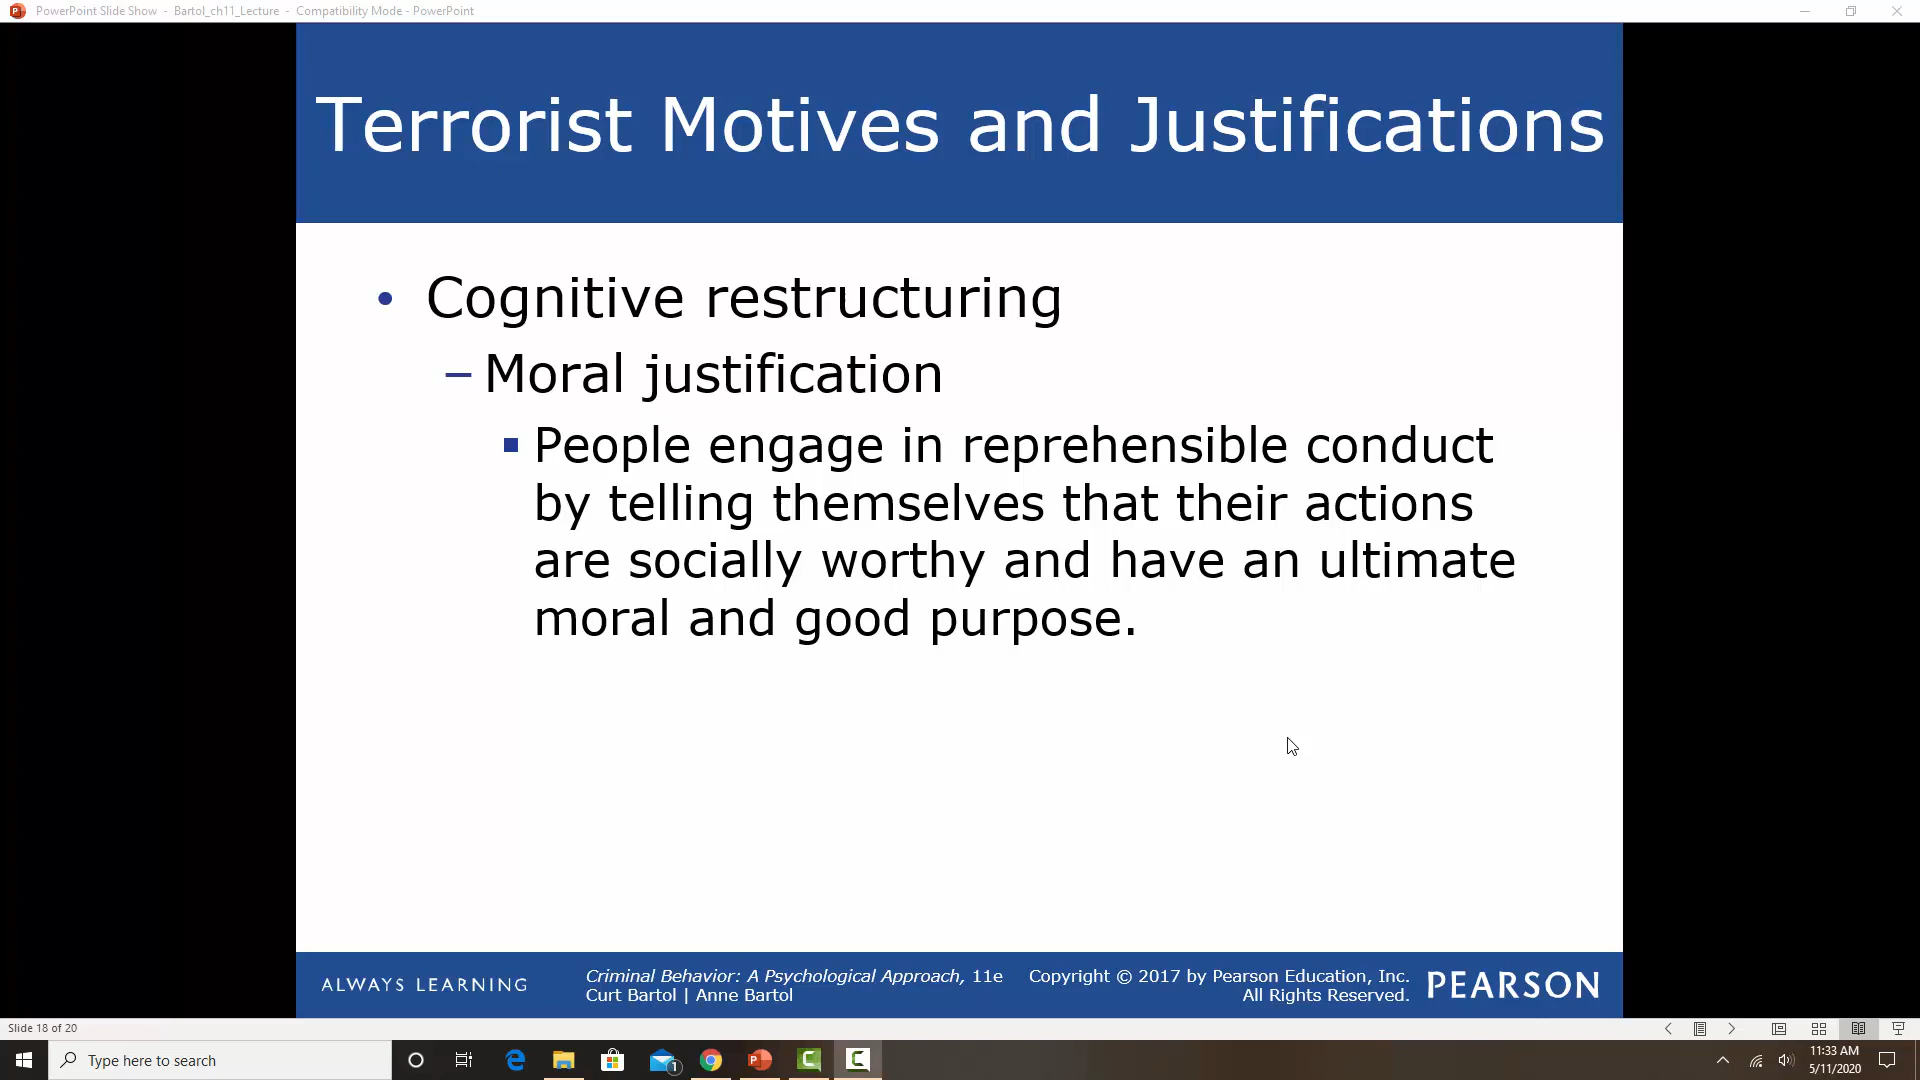 PowerPoint Slide Show - Bartol_ch11_Lecture - Compatibility Mode - PowerPoint
Terrorist Motives and Justifications
• Cognitive restructuring
– Moral justification
▪ People engage in reprehensible conduct
by telling themselves that their actions
are socially worthy and have an ultimate
moral and good purpose.
ALWAYS LEARNING
Criminal Behavior: A Psychological Approach, 11e
Curt Bartol | Anne Bartol
Copyright © 2017 by Pearson Education, Inc.
All Rights Reserved.
PEARSON
Slide 18 of 20
Type here to search
1
11:33 AM
5/11/2020